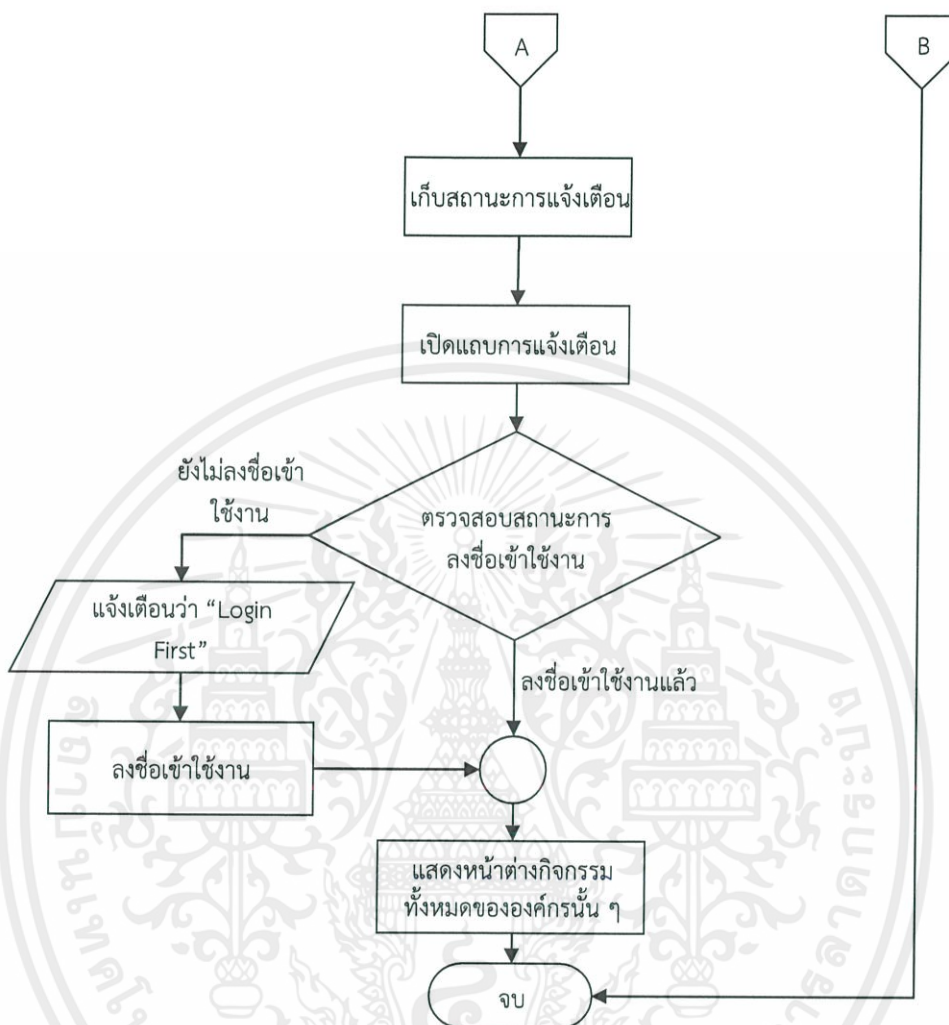 A
B
เก็บสถานะการแจ้งเตือน
เปิดแถบการแจ้งเตือน
ยังไม่ลงชื่อเข้า
ใช้งาน
ตรวจสอบสถานะการ
ลงชื่อเข้าใช้งาน
แจ้งเตือนว่า “Login
First”
ลงชื่อเข้าใช้งานแล้ว
ลงชื่อเข้าใช้งาน
แสดงหน้าต่างกิจกรรม
ทั้งหมดขององค์กรนั้น ๆ
จบ